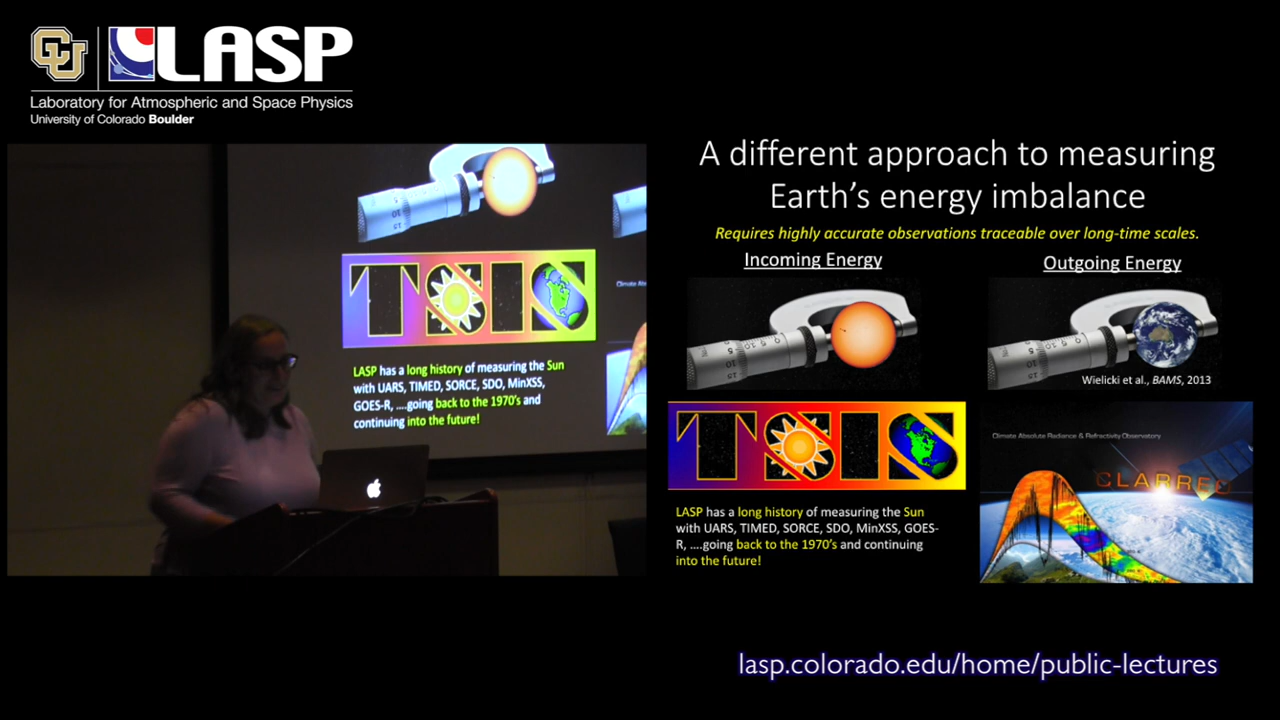 CU
LASP
Laboratory for Atmospheric and Space Physics
University of Colorado Boulder
TSIS
LASP has a long history of measuring the Sun
with UARS, TIMED, SORCE, SDO, MinXSS,
GOES-R, ....going back to the 1970's and
continuing into the future!
A different approach to measuring
Earth's energy imbalance
Requires highly accurate observations traceable over long-time scales.
Incoming Energy
Outgoing Energy
Wielicki et al., BAMS, 2013
TSIS
LASP has a long history of measuring the Sun
with UARS, TIMED, SORCE, SDO, MinXSS, GOES-
R, ....going back to the 1970's and continuing
into the future!
Climate Absolute Radiance & Refractivity Observatory
CLARREO
lasp.colorado.edu/home/public-lectures